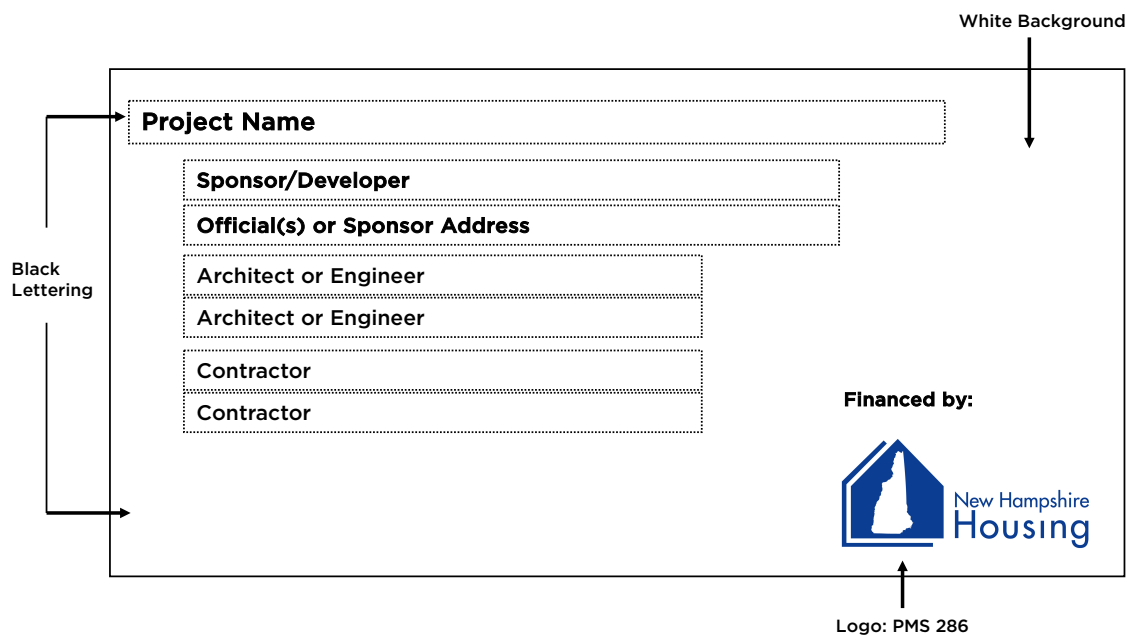 White Background
Project Name
Sponsor/Developer
Official(s) or Sponsor Address
Black
Lettering
Architect or Engineer
Architect or Engineer
Contractor
Contractor
Financed by:
New Hampshire
Housing
Logo: PMS 286